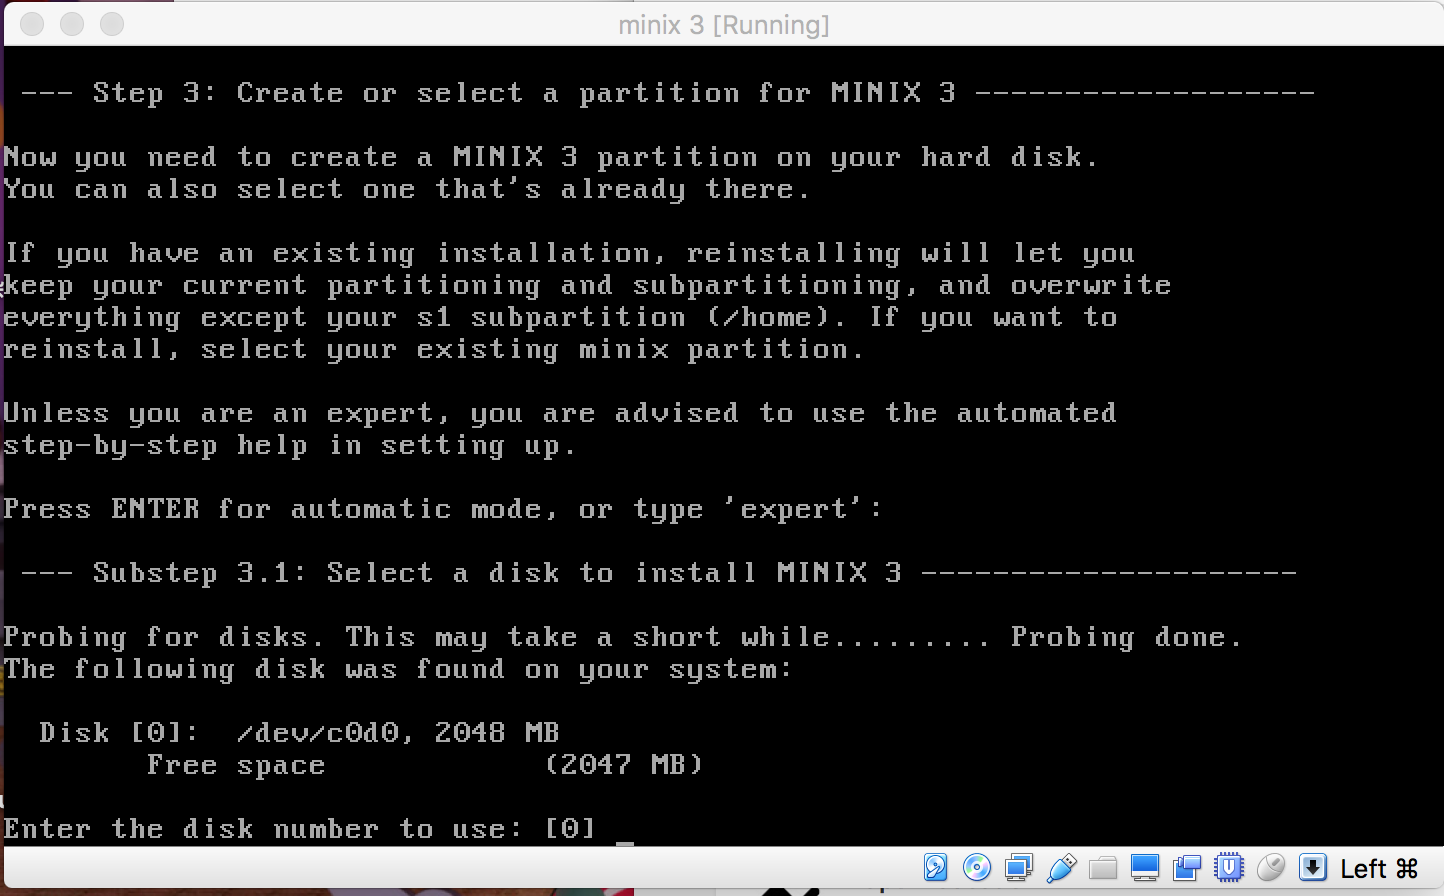 minix 3 [Running]
--- Step 3: Create or select a partition for MINIX 3 -------------------
Now you need to create a MINIX 3 partition on your hard disk.
You can also select one that's already there.
If you have an existing installation, reinstalling will let you
keep your current partitioning and subpartitioning, and overwrite
everything except your s1 subpartition (/home). If you want to
reinstall, select your existing minix partition.
Unless you are an expert, you are advised to use the automated
step-by-step help in setting up.
Press ENTER for automatic mode, or type 'expert':
--- Substep 3.1: Select a disk to install MINIX 3 ---------------------
Probing for disks. This may take a short while......... Probing done.
The following disk was found on your system:
Disk [0]:  /dev/c0d0, 2048 MB
Free space            (2047 MB)
Enter the disk number to use: [0] _
Left ⌘